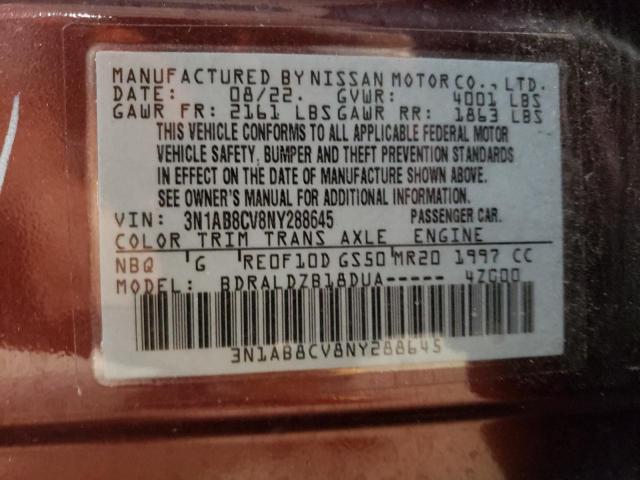 MANUFACTURED BY NISSAN MOTOR CO., LTD.
DATE: 08/22. GVWR: 4001 LBS
GAWR FR: 2161 LBS GAWR RR: 1863 LBS
THIS VEHICLE CONFORMS TO ALL APPLICABLE FEDERAL MOTOR
VEHICLE SAFETY, BUMPER AND THEFT PREVENTION STANDARDS
IN EFFECT ON THE DATE OF MANUFACTURE SHOWN ABOVE.
SEE OWNER'S MANUAL FOR ADDITIONAL INFORMATION.
VIN: 3N1AB8CV8NY288645 PASSENGER CAR.
COLOR TRIM TRANS AXLE ENGINE
NBQ G RE0F10D GS50 MR20 1997 CC
MODEL: BDRALDZB18DUA----- 4ZG00
3N1AB8CV8NY288645